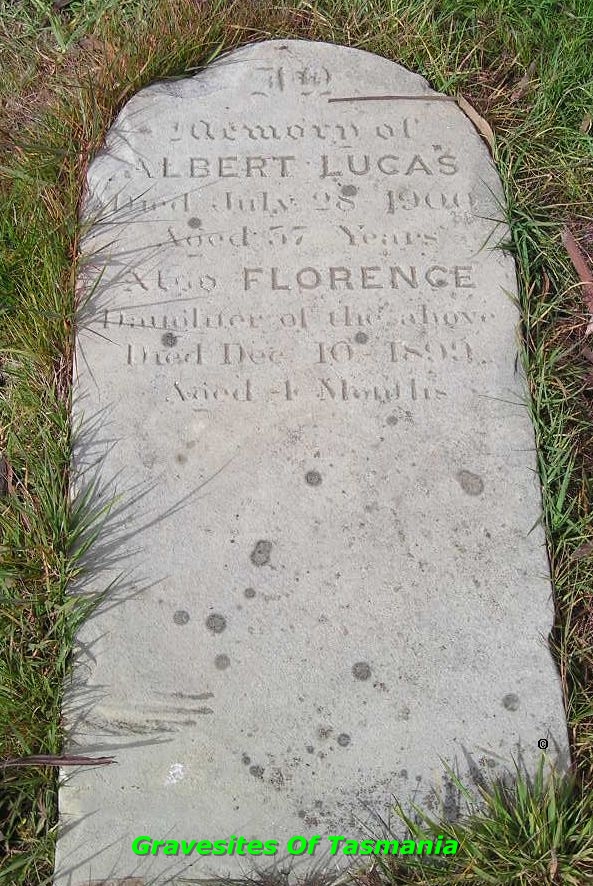 In
Memory of
ALBERT LUCAS
Died July 28 1900
Aged 57 Years
Also FLORENCE
Daughter of the above
Died Dec 10 1899
Aged 4 Months
©
Gravesites Of Tasmania